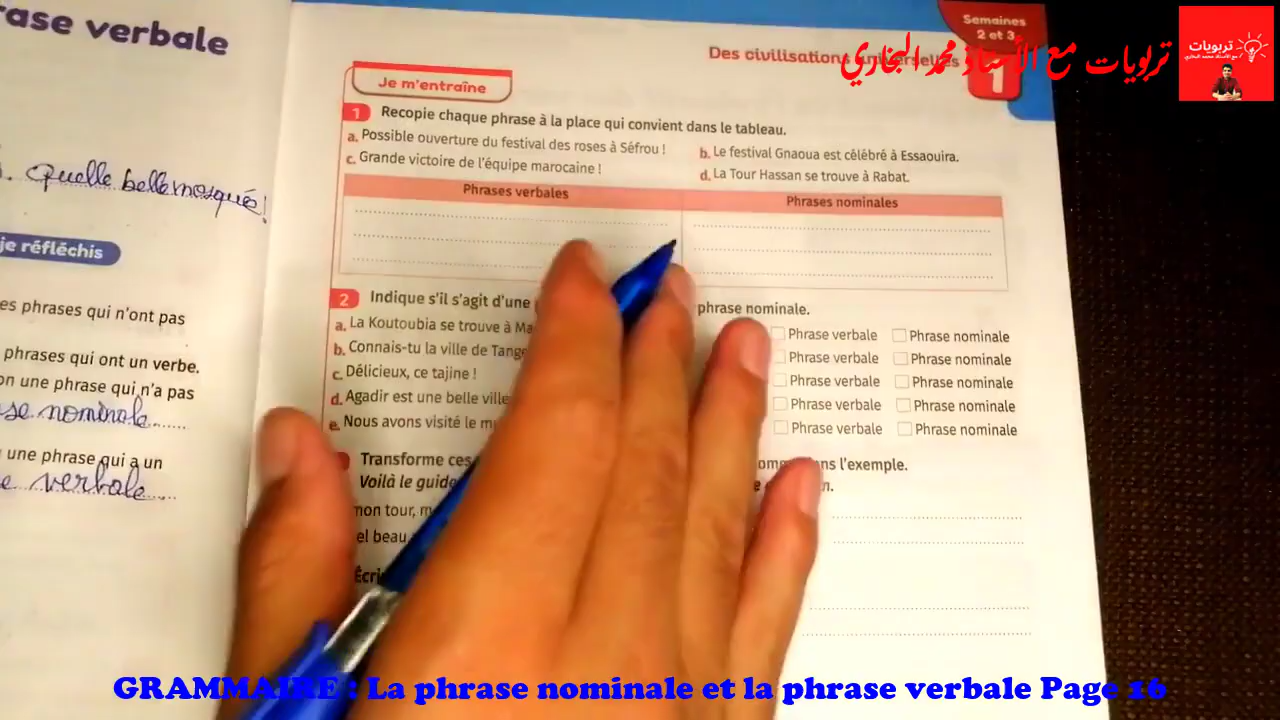 rase verbale
Quelle belle mosqué!
je réfléchis
es phrases qui n'ont pas
phrases qui ont un verbe.
on une phrase qui n'a pas
se nominale
une phrase qui a un
e verbale
Semaines
2 et 3
Des civilisations universelles
1
تربويات مع الأستاذ محمد البخاري
تربويات
Je m'entraîne
1 Recopie chaque phrase à la place qui convient dans le tableau.
a. Possible ouverture du festival des roses à Séfrou !
b. Le festival Gnaoua est célébré à Essaouira.
c. Grande victoire de l'équipe marocaine !
d. La Tour Hassan se trouve à Rabat.
Phrases verbales
Phrases nominales
2 Indique s'il s'agit d'une phrase nominale.
a. La Koutoubia se trouve à Ma
Phrase verbale Phrase nominale
b. Connais-tu la ville de Tange
Phrase verbale Phrase nominale
c. Délicieux, ce tajine !
Phrase verbale Phrase nominale
d. Agadir est une belle ville
Phrase verbale Phrase nominale
e. Nous avons visité le m
Phrase verbale Phrase nominale
Transforme ces
ns l'exemple.
Voilà le guide
mon tour, m
el beau
Écri
GRAMMAIRE : La phrase nominale et la phrase verbale Page 16